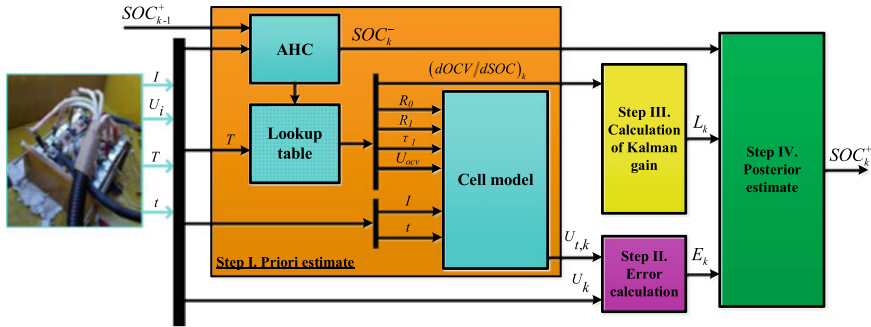 SOC⁺ₖ₋₁
AHC
SOC⁻ₖ
(dOCV/dSOC)ₖ
I
Uᵢ
T
t
T
Lookup
table
R₀
R₁
τ₁
Uₒcᵥ
I
t
Cell model
Step I. Priori estimate
Step III.
Calculation
of Kalman
gain
Lₖ
Uₜ,ₖ
Uₖ
Step II.
Error
calculation
Eₖ
Step IV.
Posterior
estimate
SOC⁺ₖ